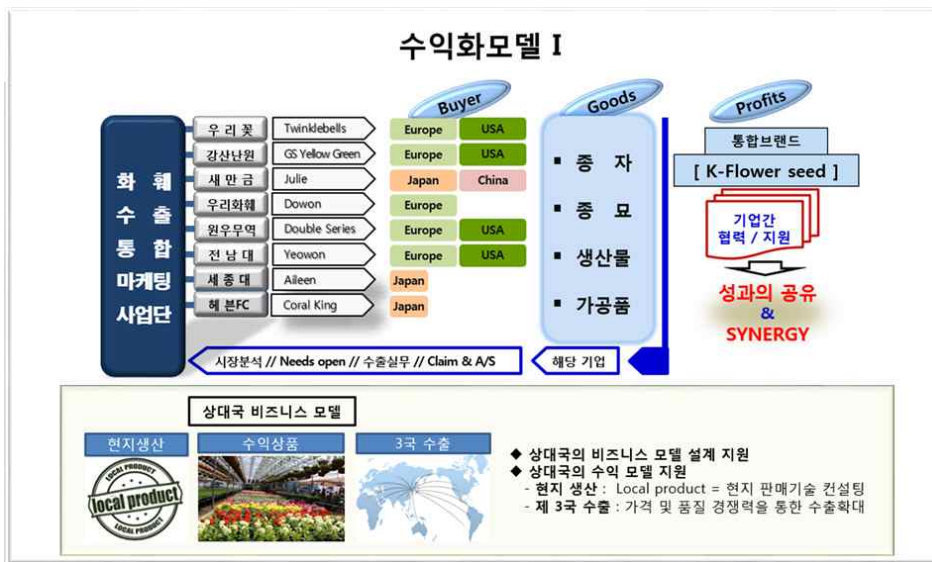 수익화모델 I
Buyer
Goods
Profits
화 훼
수 출
통 합
마케팅
사업단
우 리 꽃 Twinklebells Europe USA
강산난원 GS Yellow Green Europe USA
새 만 금 Julie Japan China
우리화훼 Dowon Europe
원우무역 Double Series Europe USA
전 남 대 Yeowon Europe USA
세 종 대 Aileen Japan
헤 븐FC Coral King Japan
▪ 종 자
▪ 종 묘
▪ 생산물
▪ 가공품
통합브랜드
[ K-Flower seed ]
기업간
협력 / 지원
성과의 공유
&
SYNERGY
시장분석 // Needs open // 수출실무 // Claim & A/S
해당 기업
상대국 비즈니스 모델
현지생산 수익상품 3국 수출
LOCAL PRODUCT
local product
LOCAL PRODUCT
◆ 상대국의 비즈니스 모델 설계 지원
◆ 상대국의 수익 모델 지원
- 현지 생산 : Local product = 현지 판매기술 컨설팅
- 제 3국 수출 : 가격 및 품질 경쟁력을 통한 수출확대